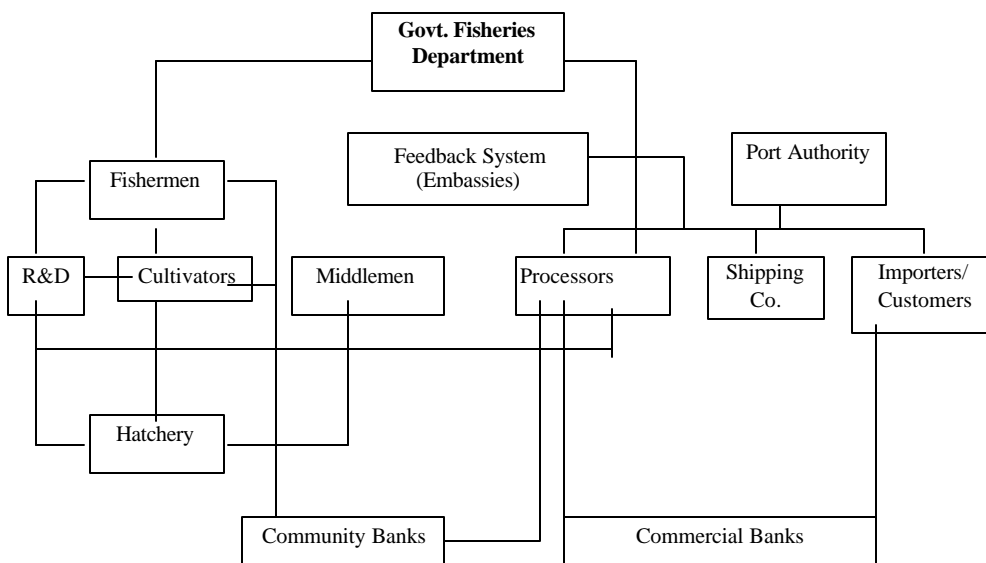 Govt. Fisheries
Department
Feedback System
(Embassies)
Port Authority
Fishermen
R&D
Cultivators
Middlemen
Processors
Shipping
Co.
Importers/
Customers
Hatchery
Community Banks
Commercial Banks